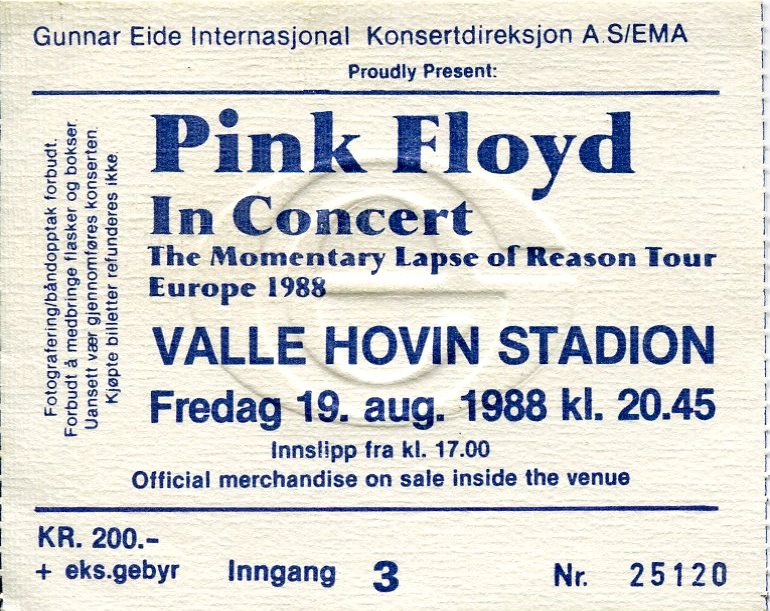 Gunnar Eide Internasjonal Konsertdireksjon A.S/EMA
Proudly Present:
Pink Floyd
In Concert
The Momentary Lapse of Reason Tour
Europe 1988
VALLE HOVIN STADION
Fredag 19. aug. 1988 kl. 20.45
Innslipp fra kl. 17.00
Official merchandise on sale inside the venue
Fotografering/båndopptak forbudt.
Forbudt å medbringe flasker og bokser
Uansett vær gjennomføres konserten.
Kjøpte billetter refunderes ikke.
KR. 200.-
+ eks.gebyr Inngang 3 Nr. 25120